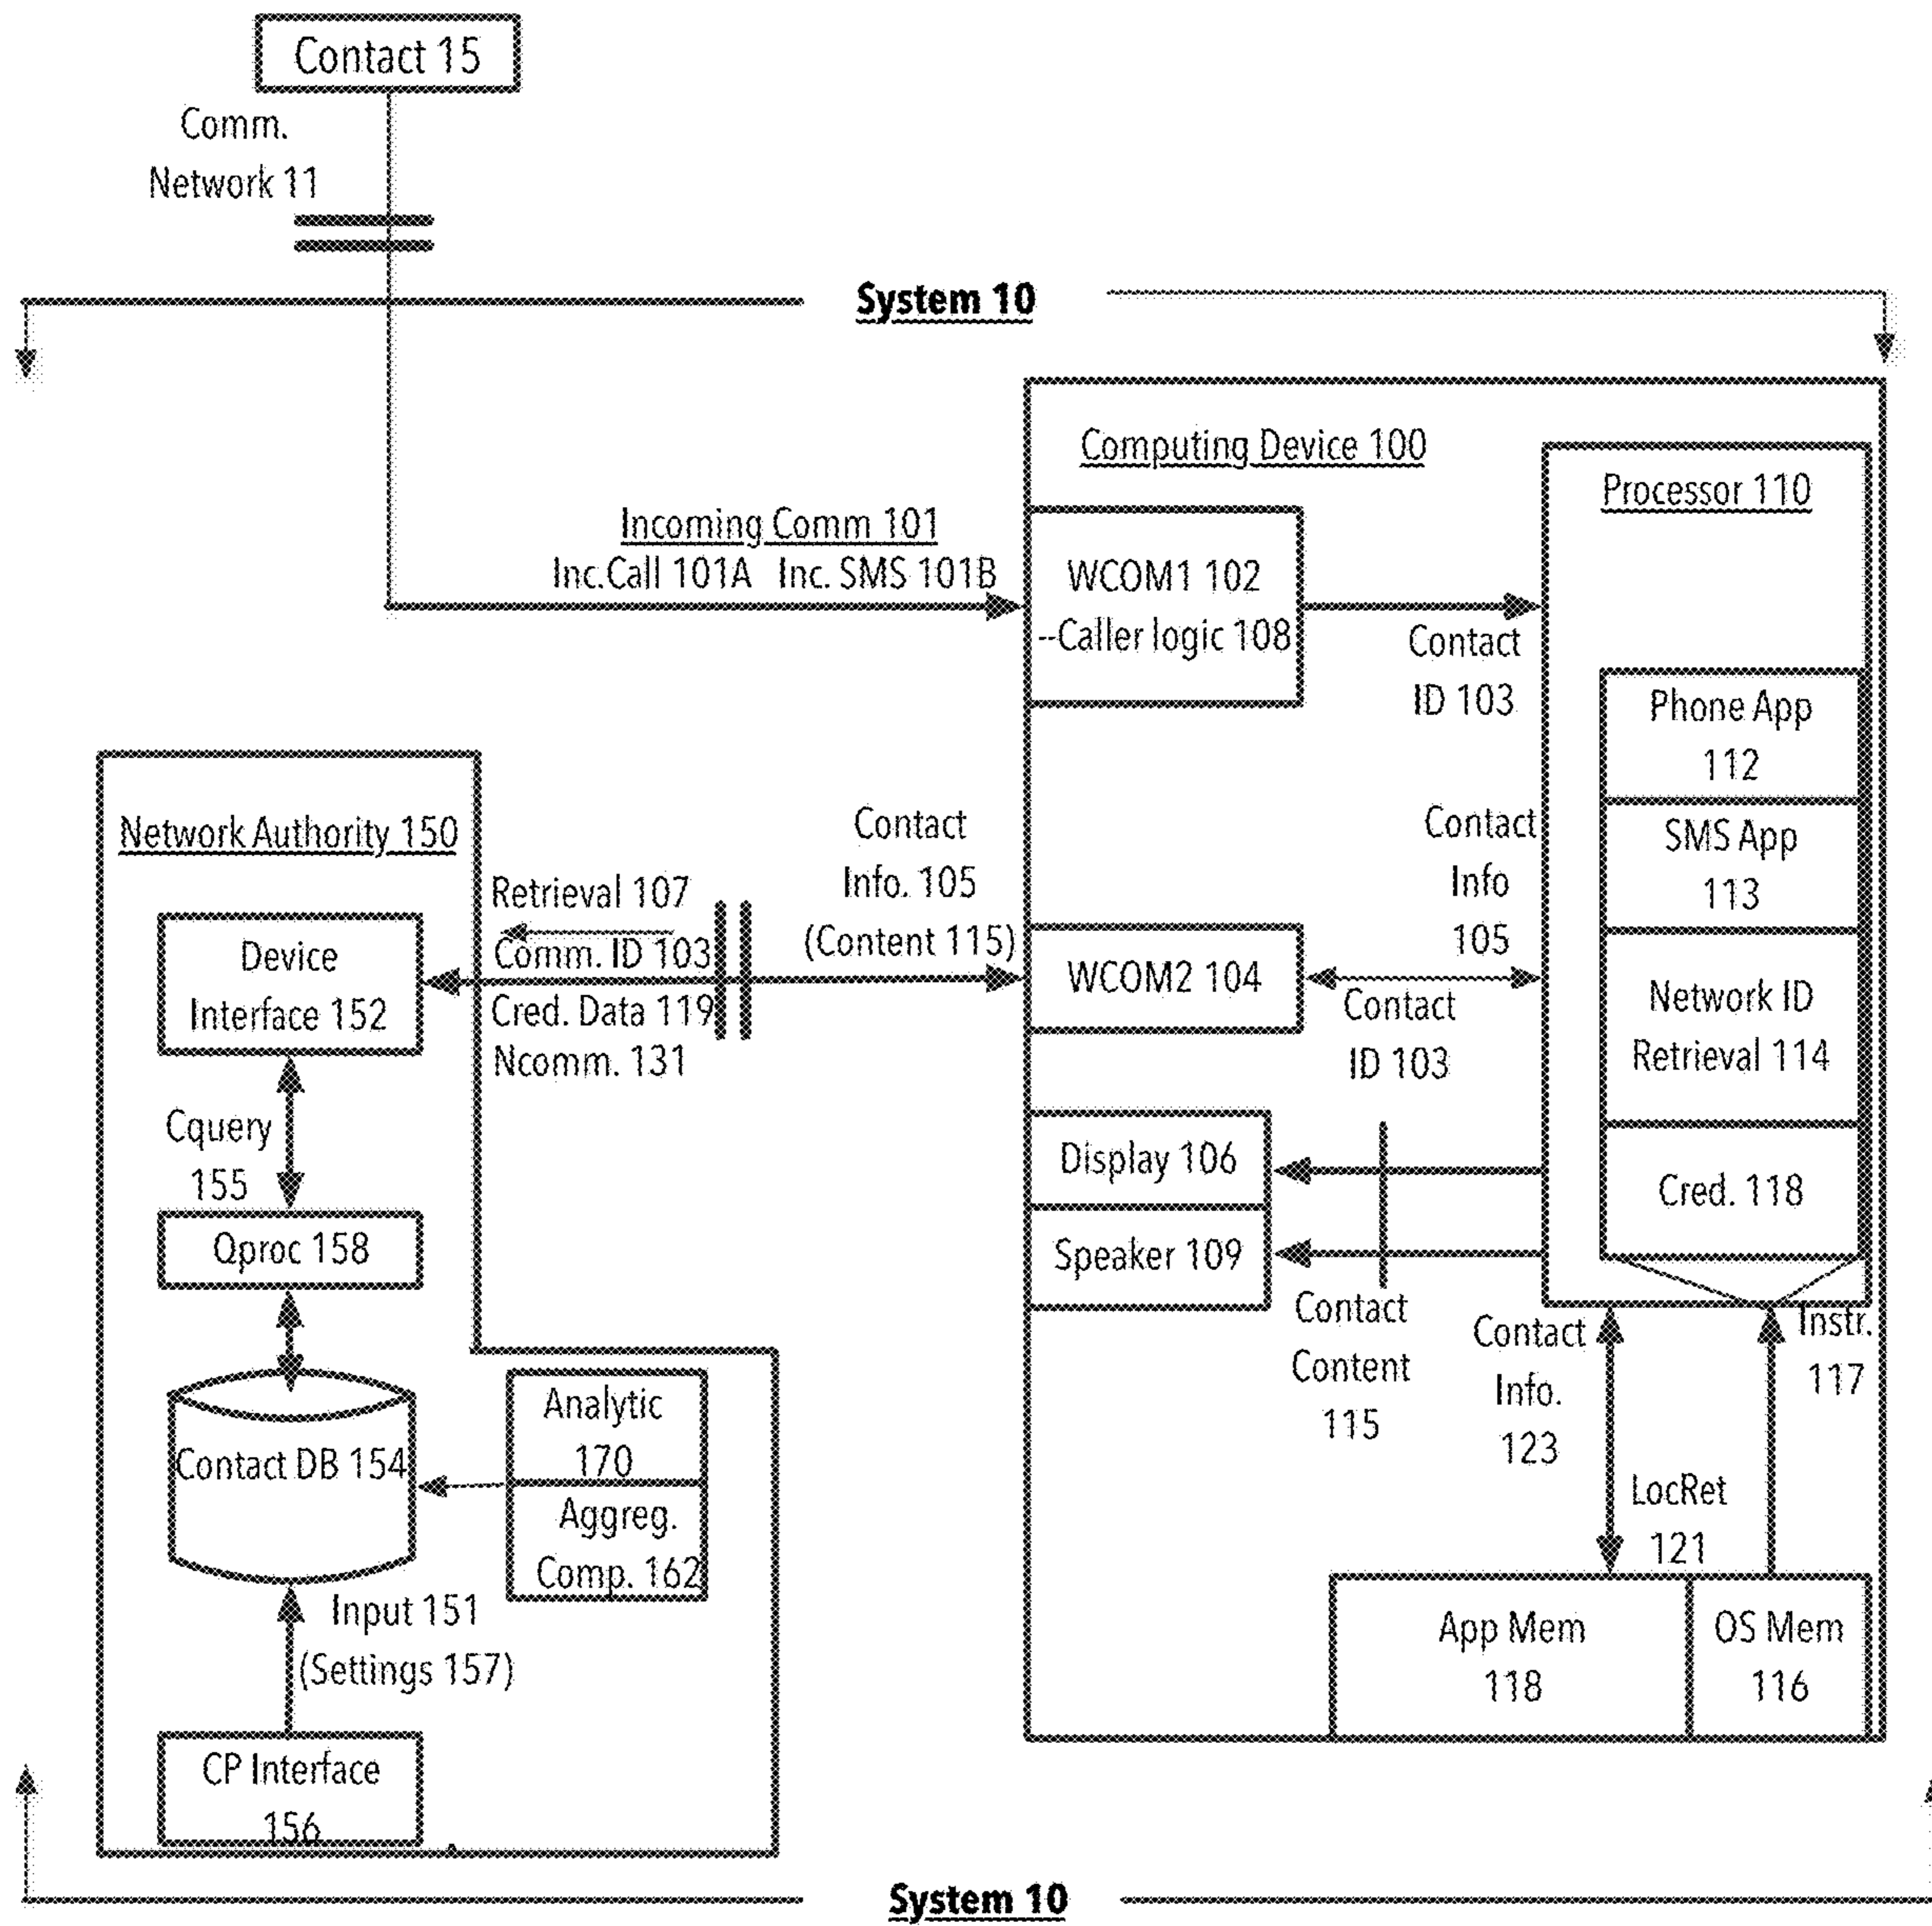 Contact 15
Comm.
Network 11
System 10
Computing Device 100
Processor 110
Incoming Comm 101
Inc.Call 101A Inc. SMS 101B
WCOM1 102
--Caller logic 108
Contact
ID 103
Phone App
112
SMS App
113
Network ID
Retrieval 114
Cred. 118
Network Authority 150
Retrieval 107
Comm. ID 103
Cred. Data 119
Ncomm. 131
Contact
Info. 105
(Content 115)
WCOM2 104
Contact
Info
105
Contact
ID 103
Device
Interface 152
Cquery
155
Qproc 158
Display 106
Speaker 109
Contact
Content
115
Contact
Info.
123
Instr.
117
LocRet
121
Contact DB 154
Analytic
170
Aggreg.
Comp. 162
Input 151
(Settings 157)
CP Interface
156
App Mem
118
OS Mem
116
System 10